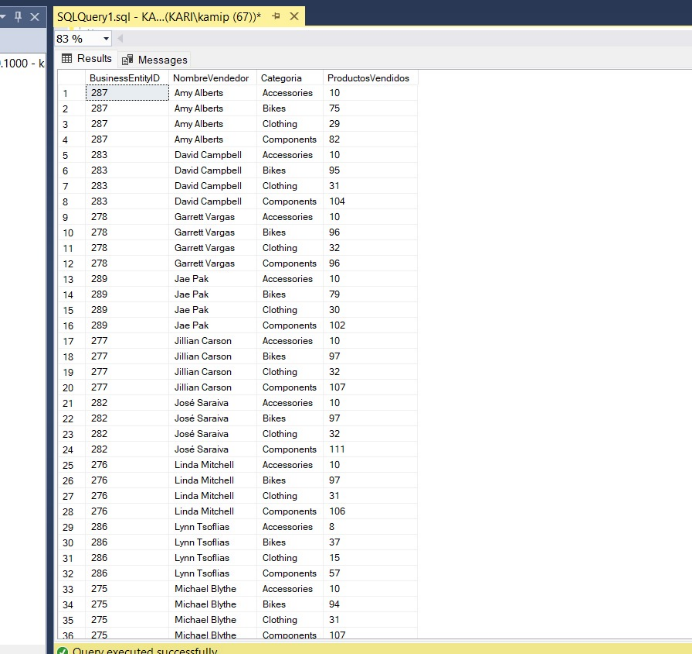 SQLQuery1.sql - KA...(KARI\kamip (67))*
83 %
.1000 - k
Results Messages
BusinessEntityID NombreVendedor Categoria ProductosVendidos
1 287 Amy Alberts Accessories 10
2 287 Amy Alberts Bikes 75
3 287 Amy Alberts Clothing 29
4 287 Amy Alberts Components 82
5 283 David Campbell Accessories 10
6 283 David Campbell Bikes 95
7 283 David Campbell Clothing 31
8 283 David Campbell Components 104
9 278 Garrett Vargas Accessories 10
10 278 Garrett Vargas Bikes 96
11 278 Garrett Vargas Clothing 32
12 278 Garrett Vargas Components 96
13 289 Jae Pak Accessories 10
14 289 Jae Pak Bikes 79
15 289 Jae Pak Clothing 30
16 289 Jae Pak Components 102
17 277 Jillian Carson Accessories 10
18 277 Jillian Carson Bikes 97
19 277 Jillian Carson Clothing 32
20 277 Jillian Carson Components 107
21 282 José Saraiva Accessories 10
22 282 José Saraiva Bikes 97
23 282 José Saraiva Clothing 32
24 282 José Saraiva Components 111
25 276 Linda Mitchell Accessories 10
26 276 Linda Mitchell Bikes 97
27 276 Linda Mitchell Clothing 31
28 276 Linda Mitchell Components 106
29 286 Lynn Tsoflias Accessories 8
30 286 Lynn Tsoflias Bikes 37
31 286 Lynn Tsoflias Clothing 15
32 286 Lynn Tsoflias Components 57
33 275 Michael Blythe Accessories 10
34 275 Michael Blythe Bikes 94
35 275 Michael Blythe Clothing 31
36 275 Michael Blythe Components 107
Query executed successfully